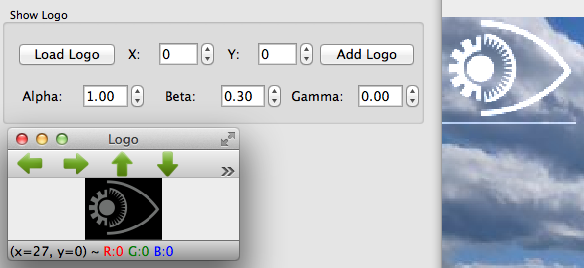 Show Logo
Load Logo X: 0 Y: 0 Add Logo
Alpha: 1.00 Beta: 0.30 Gamma: 0.00
Logo
»
(x=27, y=0) ~ R:0 G:0 B:0